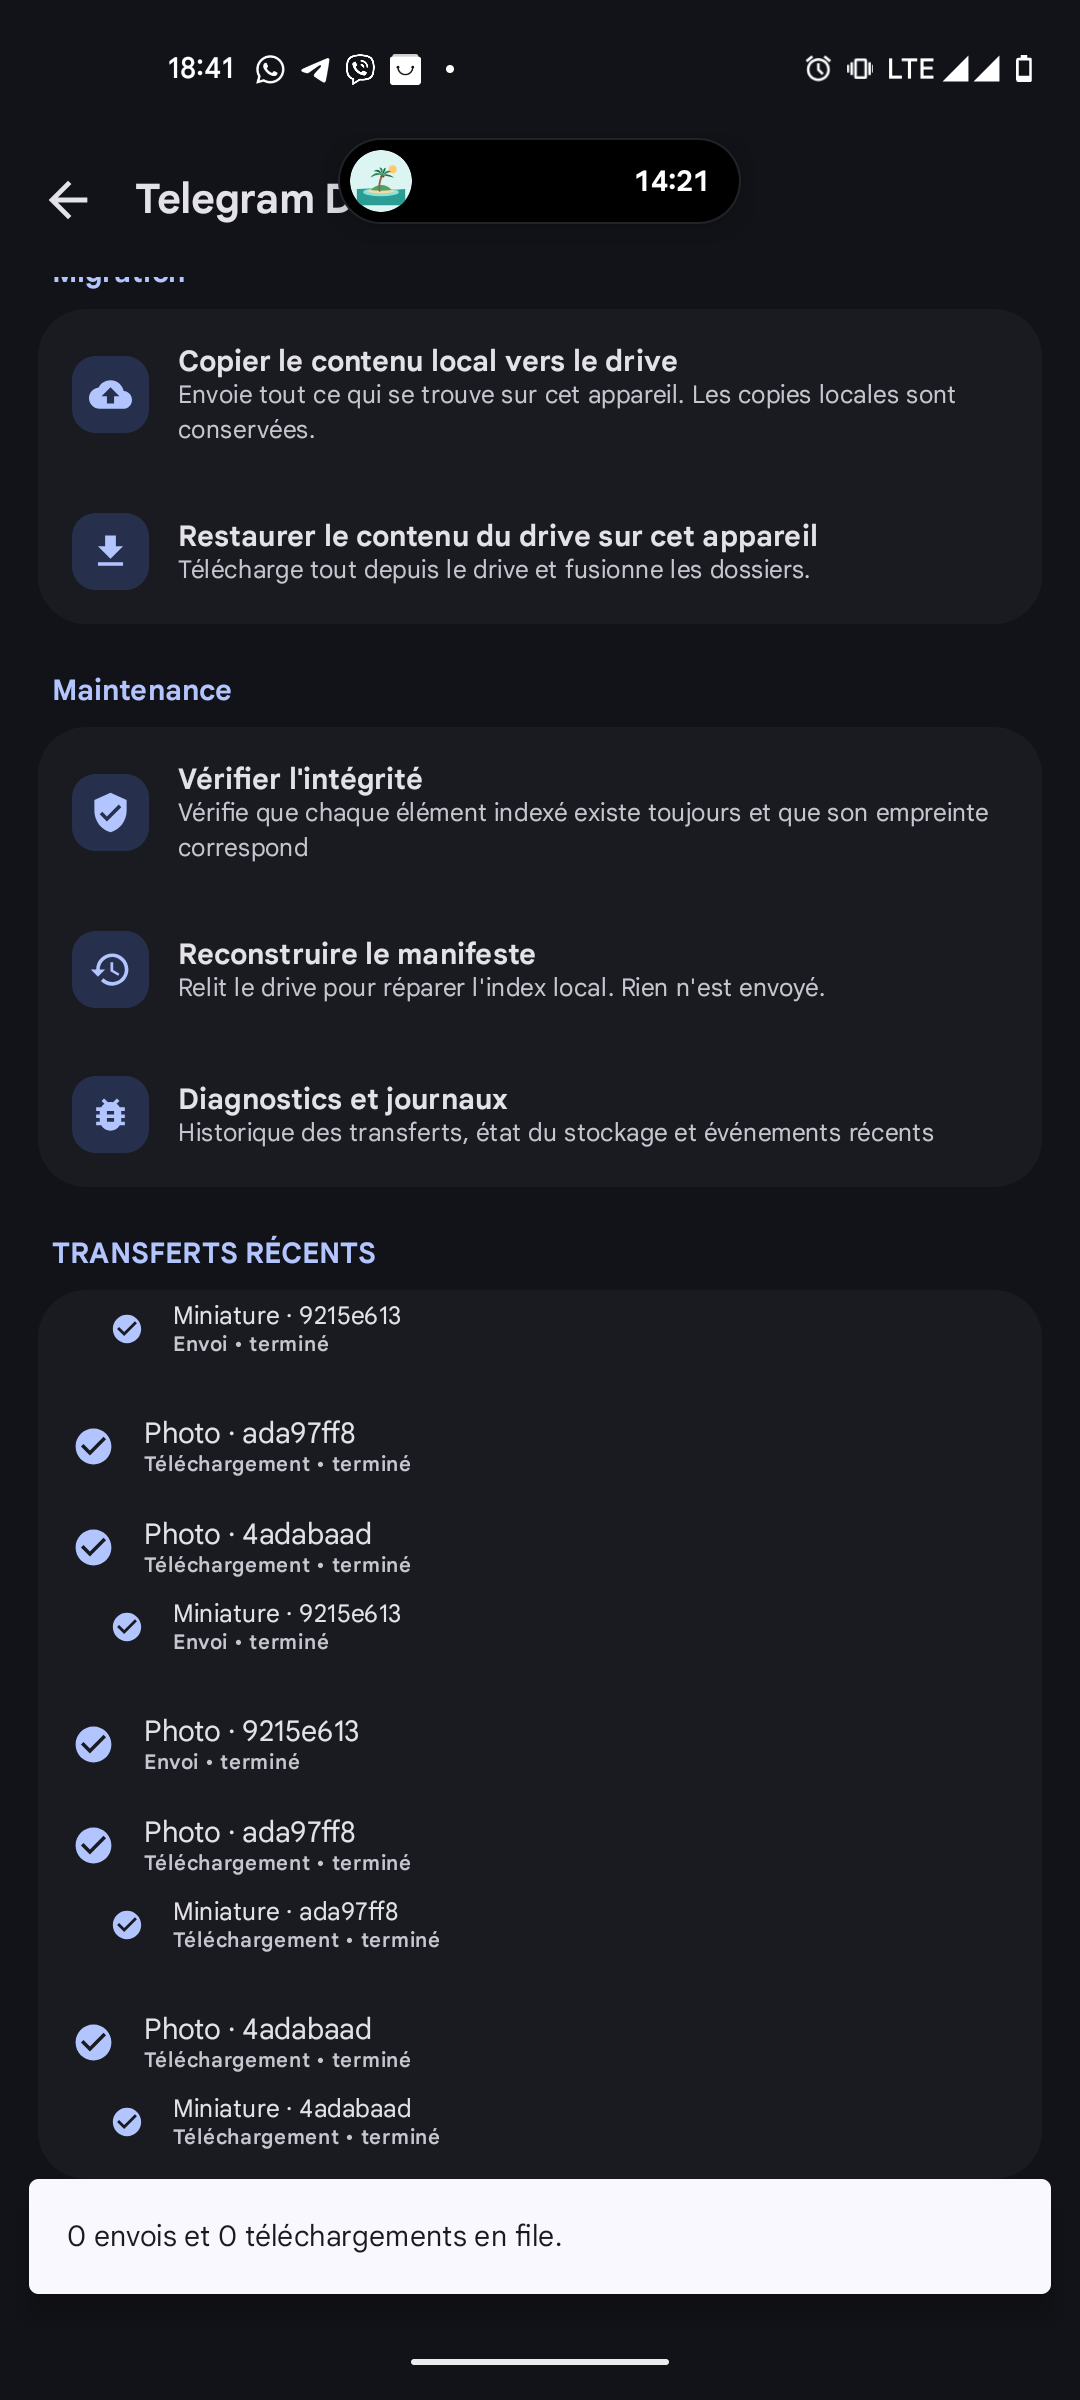 18:41
LTE
14:21
Telegram D
Migration
Copier le contenu local vers le drive
Envoie tout ce qui se trouve sur cet appareil. Les copies locales sont
conservées.
Restaurer le contenu du drive sur cet appareil
Télécharge tout depuis le drive et fusionne les dossiers.
Maintenance
Vérifier l'intégrité
Vérifie que chaque élément indexé existe toujours et que son empreinte
correspond
Reconstruire le manifeste
Relit le drive pour réparer l'index local. Rien n'est envoyé.
Diagnostics et journaux
Historique des transferts, état du stockage et événements récents
TRANSFERTS RÉCENTS
Miniature · 9215e613
Envoi • terminé
Photo · ada97ff8
Téléchargement • terminé
Photo · 4adabaad
Téléchargement • terminé
Miniature · 9215e613
Envoi • terminé
Photo · 9215e613
Envoi • terminé
Photo · ada97ff8
Téléchargement • terminé
Miniature · ada97ff8
Téléchargement • terminé
Photo · 4adabaad
Téléchargement • terminé
Miniature · 4adabaad
Téléchargement • terminé
0 envois et 0 téléchargements en file.